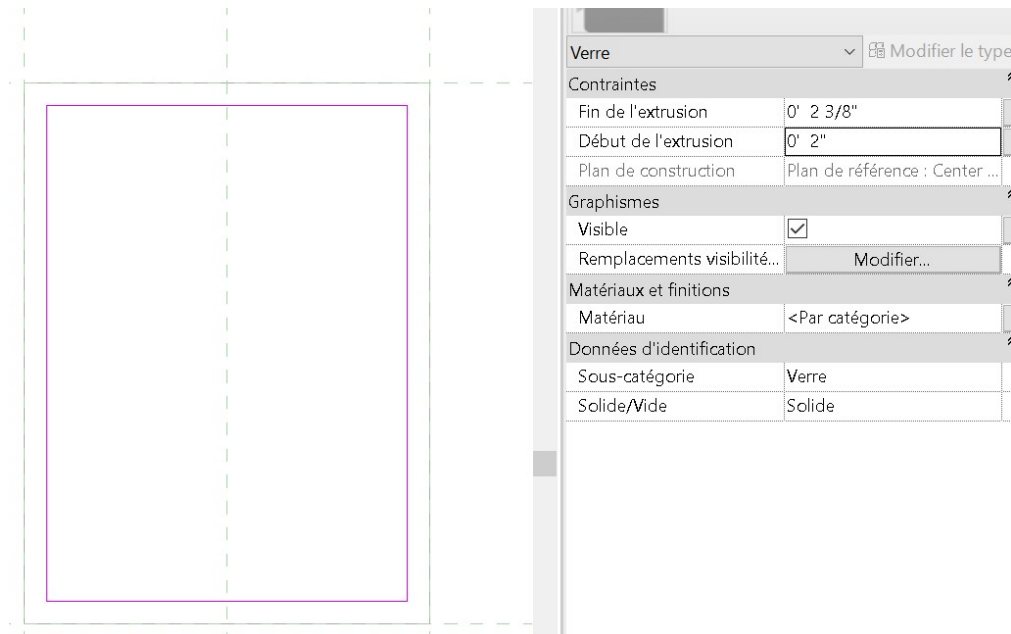 Verre Modifier le type
Contraintes
Fin de l'extrusion 0' 2 3/8"
Début de l'extrusion 0' 2"
Plan de construction Plan de référence : Center ...
Graphismes
Visible
Remplacements visibilité... Modifier...
Matériaux et finitions
Matériau <Par catégorie>
Données d'identification
Sous-catégorie Verre
Solide/Vide Solide